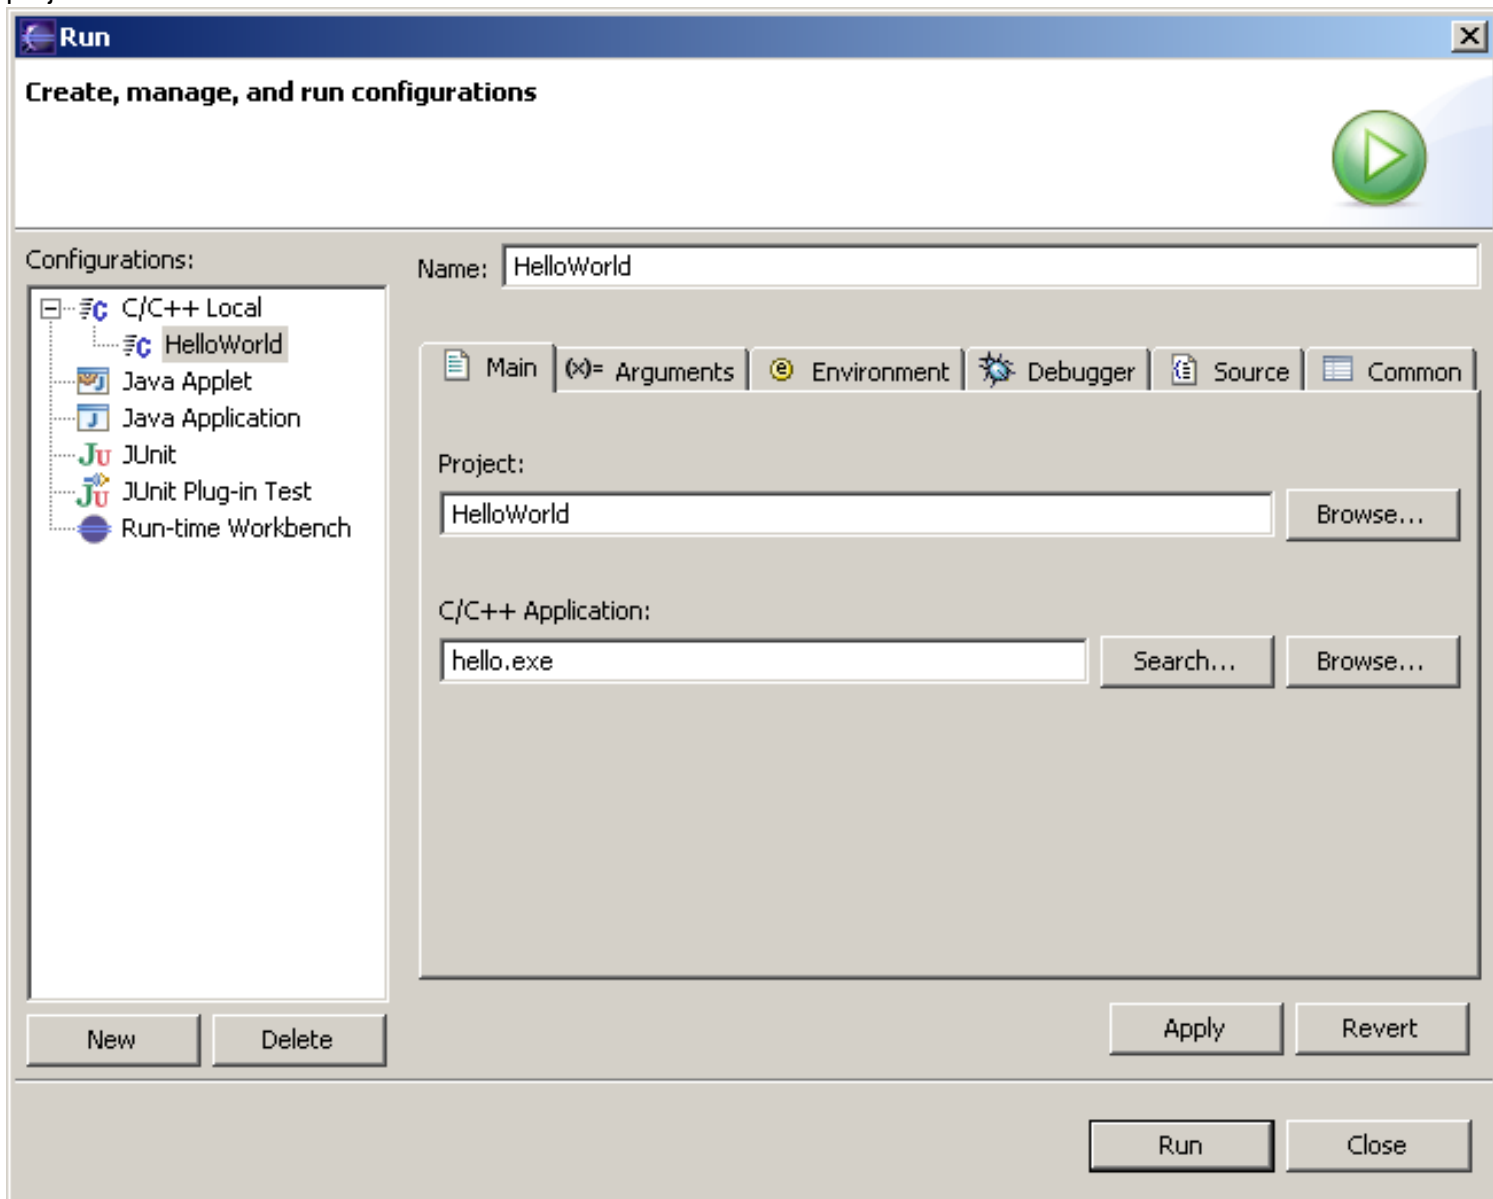 Run
Create, manage, and run configurations
Configurations:
Name: HelloWorld
C/C++ Local
HelloWorld
Java Applet
Java Application
JUnit
JUnit Plug-in Test
Run-time Workbench
Main (x)= Arguments Environment Debugger Source Common
Project:
HelloWorld Browse...
C/C++ Application:
hello.exe Search... Browse...
New Delete
Apply Revert
Run Close